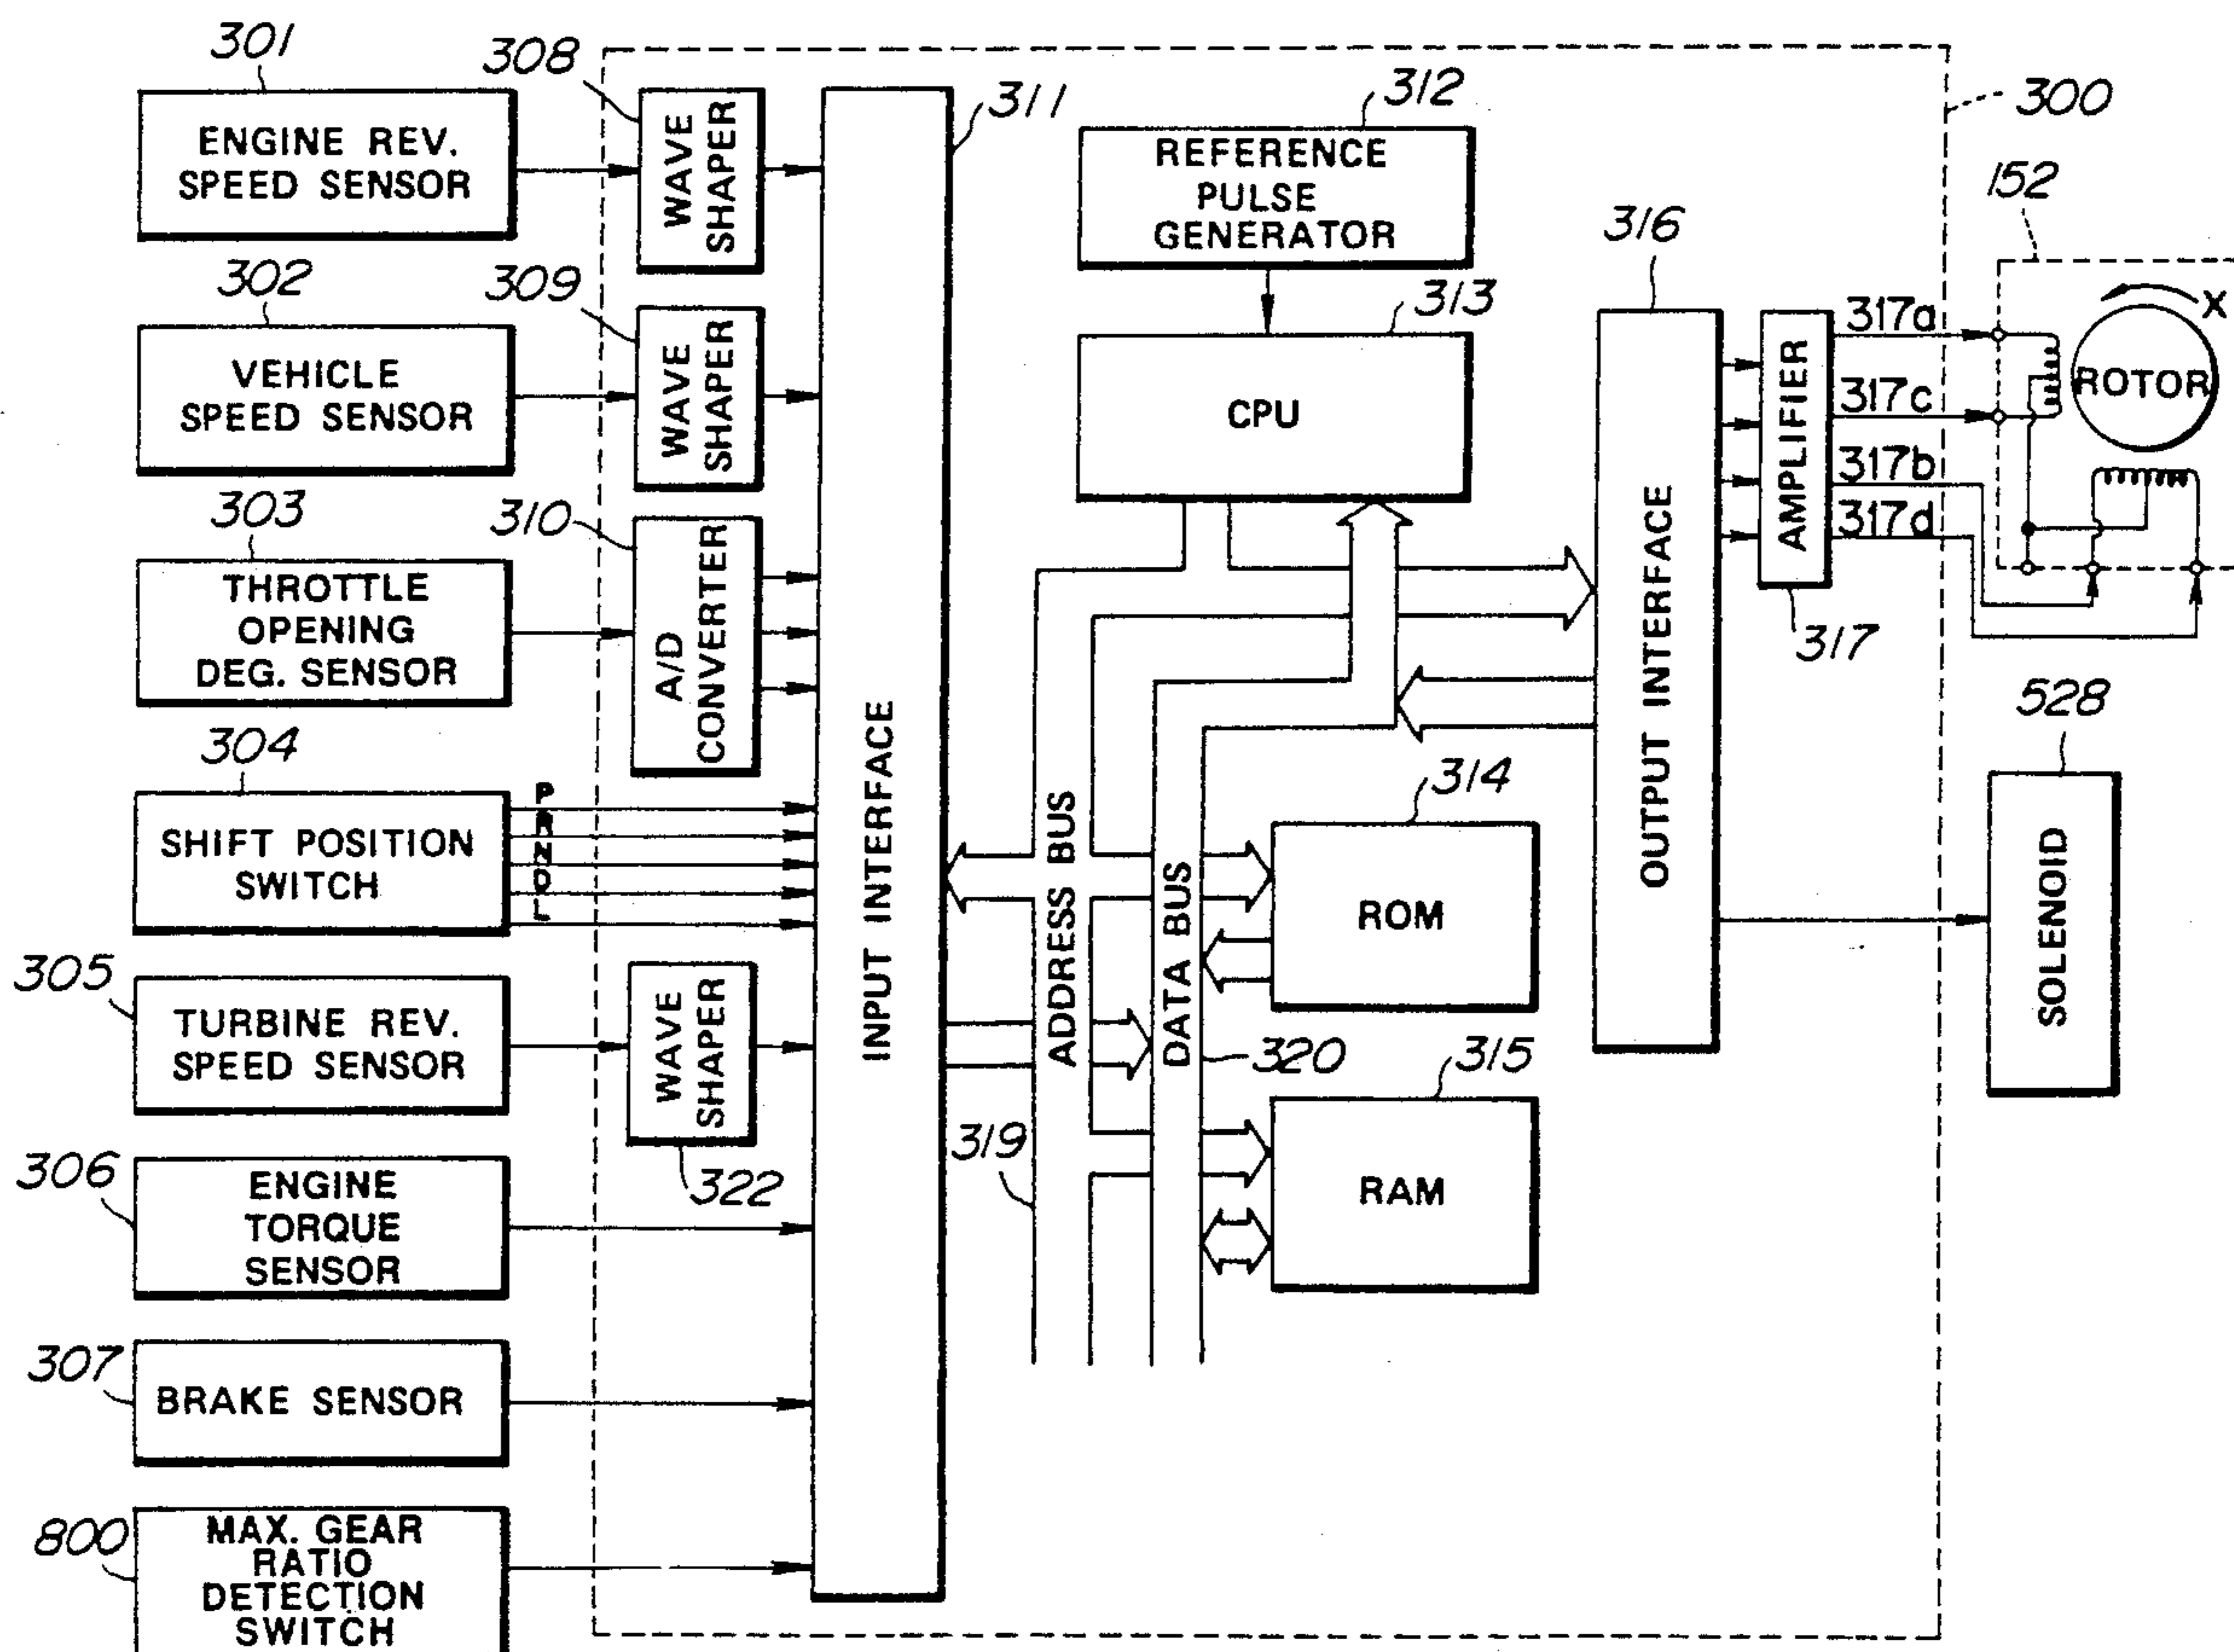 301
ENGINE REV.
SPEED SENSOR
302
VEHICLE
SPEED SENSOR
303
THROTTLE
OPENING
DEG. SENSOR
304
SHIFT POSITION
SWITCH
P
R
N
D
L
305
TURBINE REV.
SPEED SENSOR
306
ENGINE
TORQUE
SENSOR
307
BRAKE SENSOR
800
MAX. GEAR
RATIO
DETECTION
SWITCH
308
WAVE
SHAPER
309
WAVE
SHAPER
310
A/D
CONVERTER
WAVE
SHAPER
322
311
INPUT INTERFACE
312
REFERENCE
PULSE
GENERATOR
313
CPU
ADDRESS BUS
319
DATA BUS
320
314
ROM
315
RAM
316
OUTPUT INTERFACE
AMPLIFIER
317
317a
317c
317b
317d
300
152
X
ROTOR
528
SOLENOID